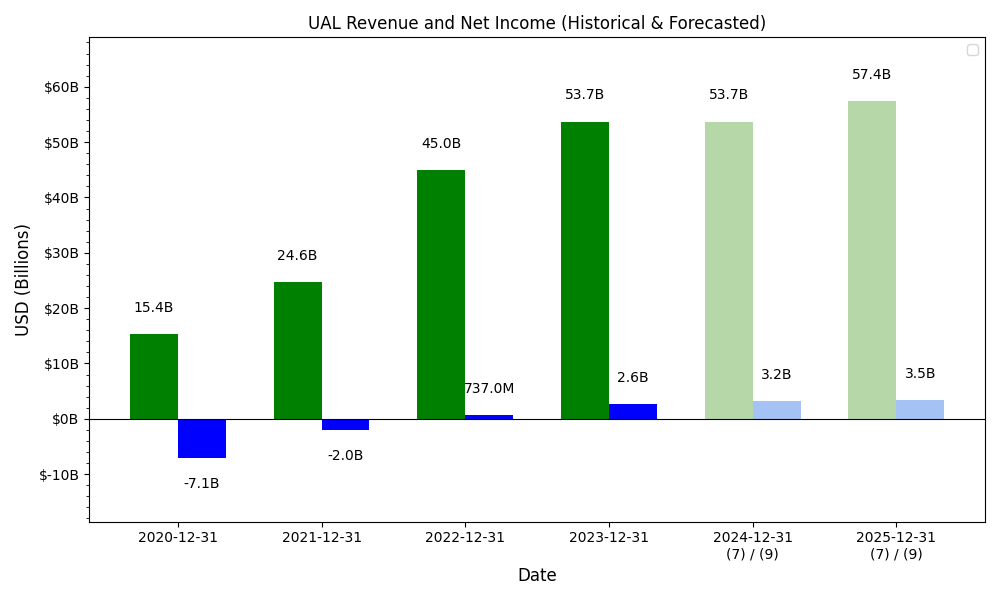 UAL Revenue and Net Income (Historical & Forecasted)
USD (Billions)
$60B
$50B
$40B
$30B
$20B
$10B
$0B
$-10B
15.4B
-7.1B
24.6B
-2.0B
45.0B
737.0M
53.7B
2.6B
53.7B
3.2B
57.4B
3.5B
2020-12-31
2021-12-31
2022-12-31
2023-12-31
2024-12-31
(7) / (9)
2025-12-31
(7) / (9)
Date